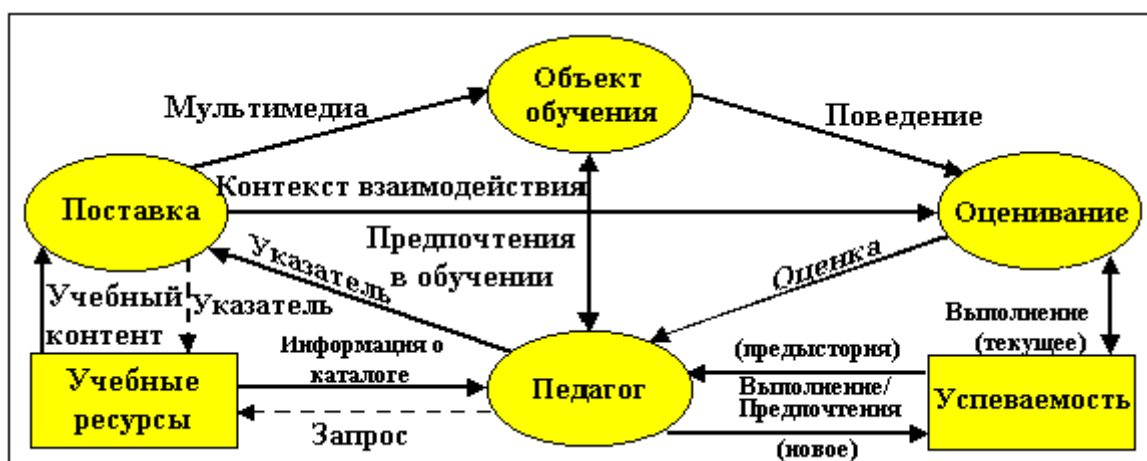 Объект
обучения
Мультимедиа
Поведение
Контекст взаимодействия
Поставка
Оценивание
Предпочтения
в обучении
Указатель
Оценка
Учебный
контент
Указатель
Выполнение
(текущее)
Информация о
каталоге
(предыстория)
Учебные
ресурсы
Педагог
Выполнение/
Предпочтения
Успеваемость
Запрос
(новое)